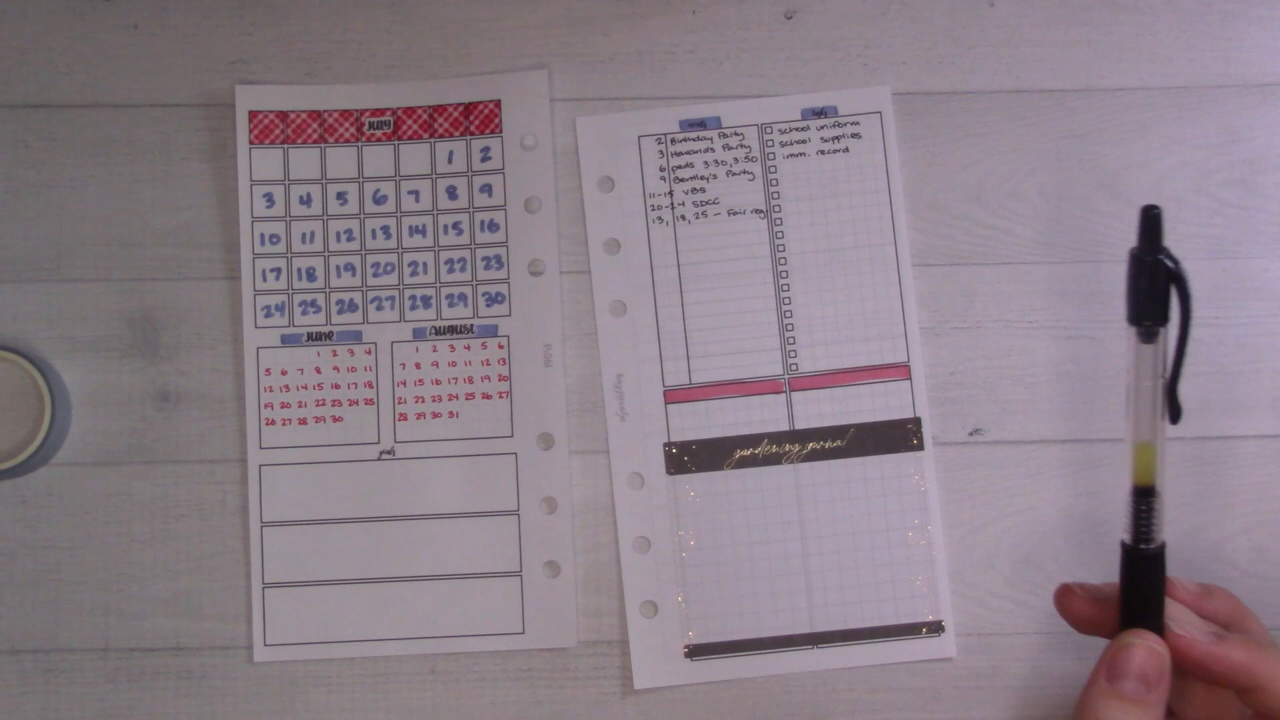 JULY
1 2
3 4 5 6 7 8 9
10 11 12 13 14 15 16
17 18 19 20 21 22 23
24 25 26 27 28 29 30
JUNE
1 2 3 4
5 6 7 8 9 10 11
12 13 14 15 16 17 18
19 20 21 22 23 24 25
26 27 28 29 30
AUGUST
1 2 3 4 5 6
7 8 9 10 11 12 13
14 15 16 17 18 19 20
21 22 23 24 25 26 27
28 29 30 31
2 Birthday Party
3 Party
6 peds 3:30, 3:50
9 Bentley's Party
11-15 VBS
20-24 SDCC
13, 18, 25 - Fair reg
school uniform
school supplies
imm. record
gardening journal